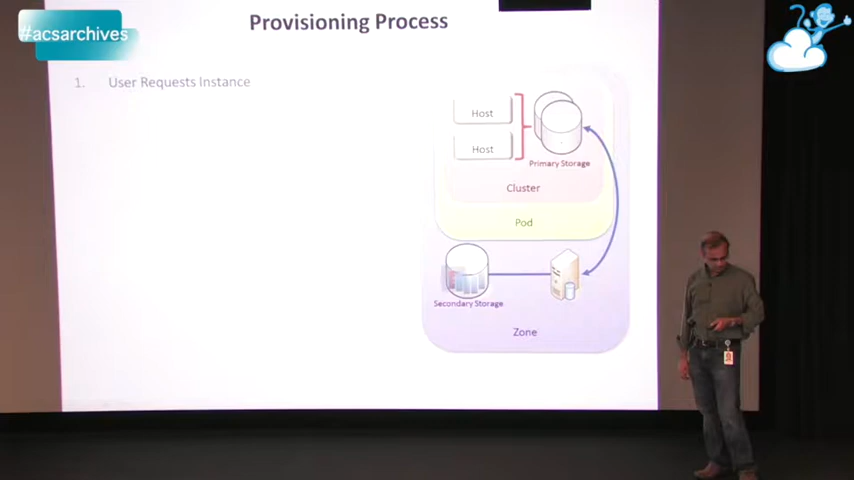 #acsarchives
Provisioning Process
1. User Requests Instance
Host
Host
Primary Storage
Cluster
Pod
Secondary Storage
Zone